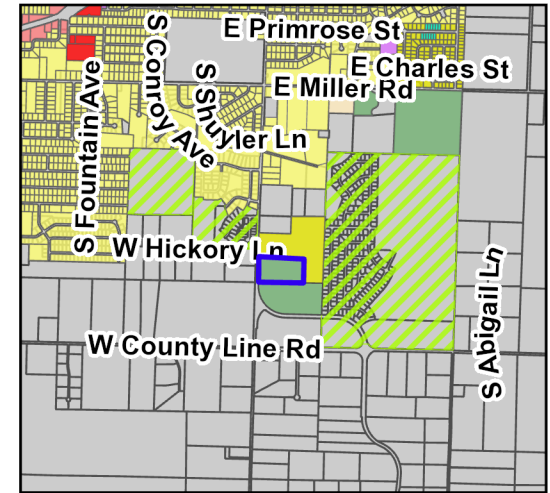 E Primrose St
S Conroy Ave
E Charles St
E Miller Rd
S Fountain Ave
S Shuyler Ln
W Hickory Ln
S Abigail Ln
W County Line Rd